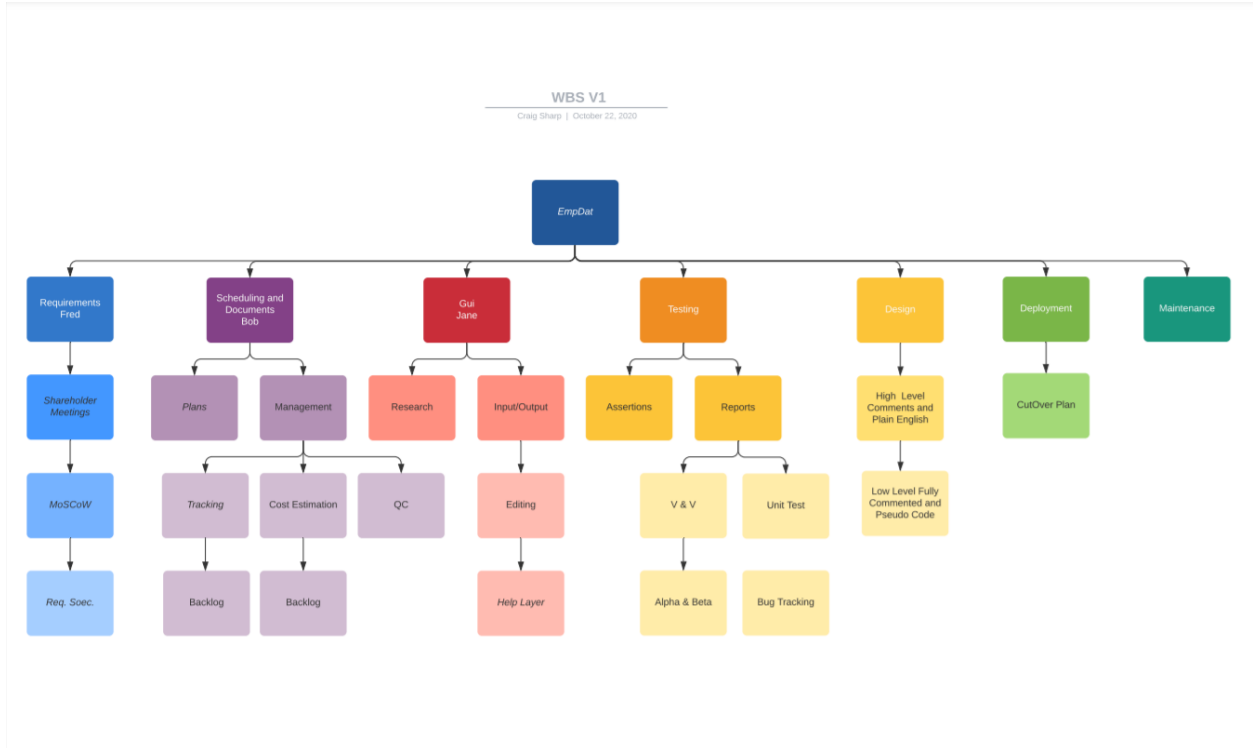 WBS V1
Craig Sharp | October 22, 2020
EmpDat
Requirements
Fred
Scheduling and
Documents
Bob
Gui
Jane
Testing
Design
Deployment
Maintenance
Shareholder
Meetings
Plans
Management
Research
Input/Output
Assertions
Reports
High Level
Comments and
Plain English
CutOver Plan
MoSCoW
Tracking
Cost Estimation
QC
Editing
V & V
Unit Test
Low Level Fully
Commented and
Pseudo Code
Req. Soec.
Backlog
Backlog
Help Layer
Alpha & Beta
Bug Tracking